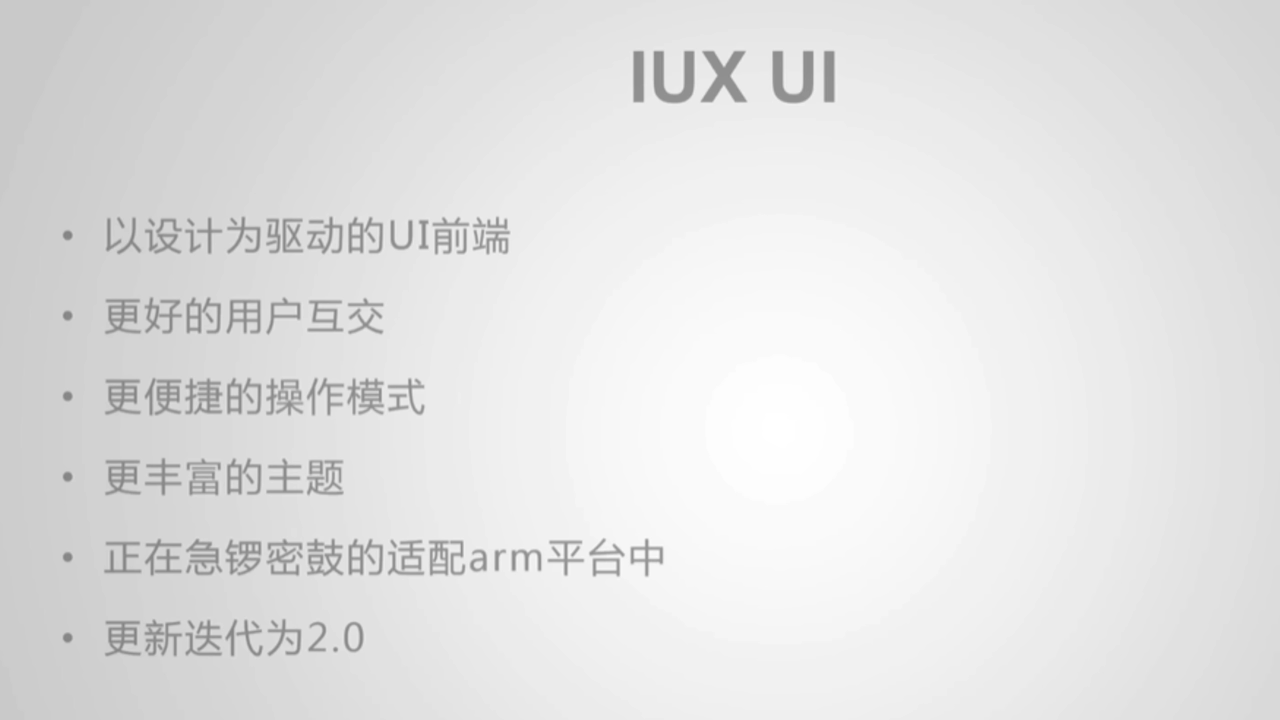 IUX UI
• 以设计为驱动的UI前端
• 更好的用户互交
• 更便捷的操作模式
• 更丰富的主题
• 正在急锣密鼓的适配arm平台中
• 更新迭代为2.0